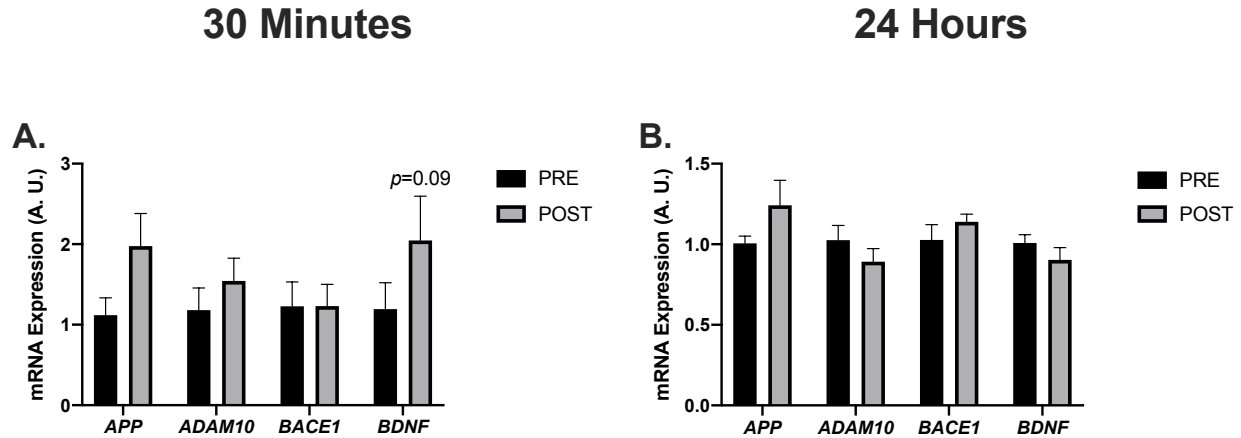 30 Minutes
24 Hours
A.
mRNA Expression (A. U.)
3
2
1
0
p=0.09
APP
ADAM10
BACE1
BDNF
PRE
POST
B.
mRNA Expression (A. U.)
1.5
1.0
0.5
0.0
APP
ADAM10
BACE1
BDNF
PRE
POST